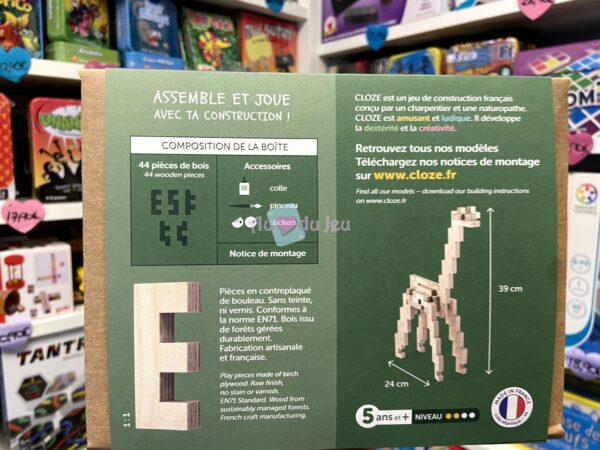 ASSEMBLE ET JOUE
AVEC TA CONSTRUCTION !
COMPOSITION DE LA BOÎTE
44 pièces de bois
44 wooden pieces
Accessoires
colle
pinceau
stickers
Notice de montage
du Jeu
Pièces en contreplaqué
de bouleau. Sans teinte,
ni vernis. Conformes à
la norme EN71. Bois issu
de forêts gérées
durablement.
Fabrication artisanale
et française.
Play pieces made of birch
plywood. Raw finish,
no stain or varnish.
EN71 Standard. Wood from
sustainably managed forests.
French craft manufacturing.
1:1
CLOZE est un jeu de construction français
conçu par un charpentier et une naturopathe.
CLOZE est amusant et ludique. Il développe
la dextérité et la créativité.
Retrouvez tous nos modèles
Téléchargez nos notices de montage
sur www.cloze.fr
Find all our models – download our building instructions
on www.cloze.fr
39 cm
24 cm
5 ans et +
NIVEAU
MADE IN FRANCE
12,90€
17,90€
TANTR